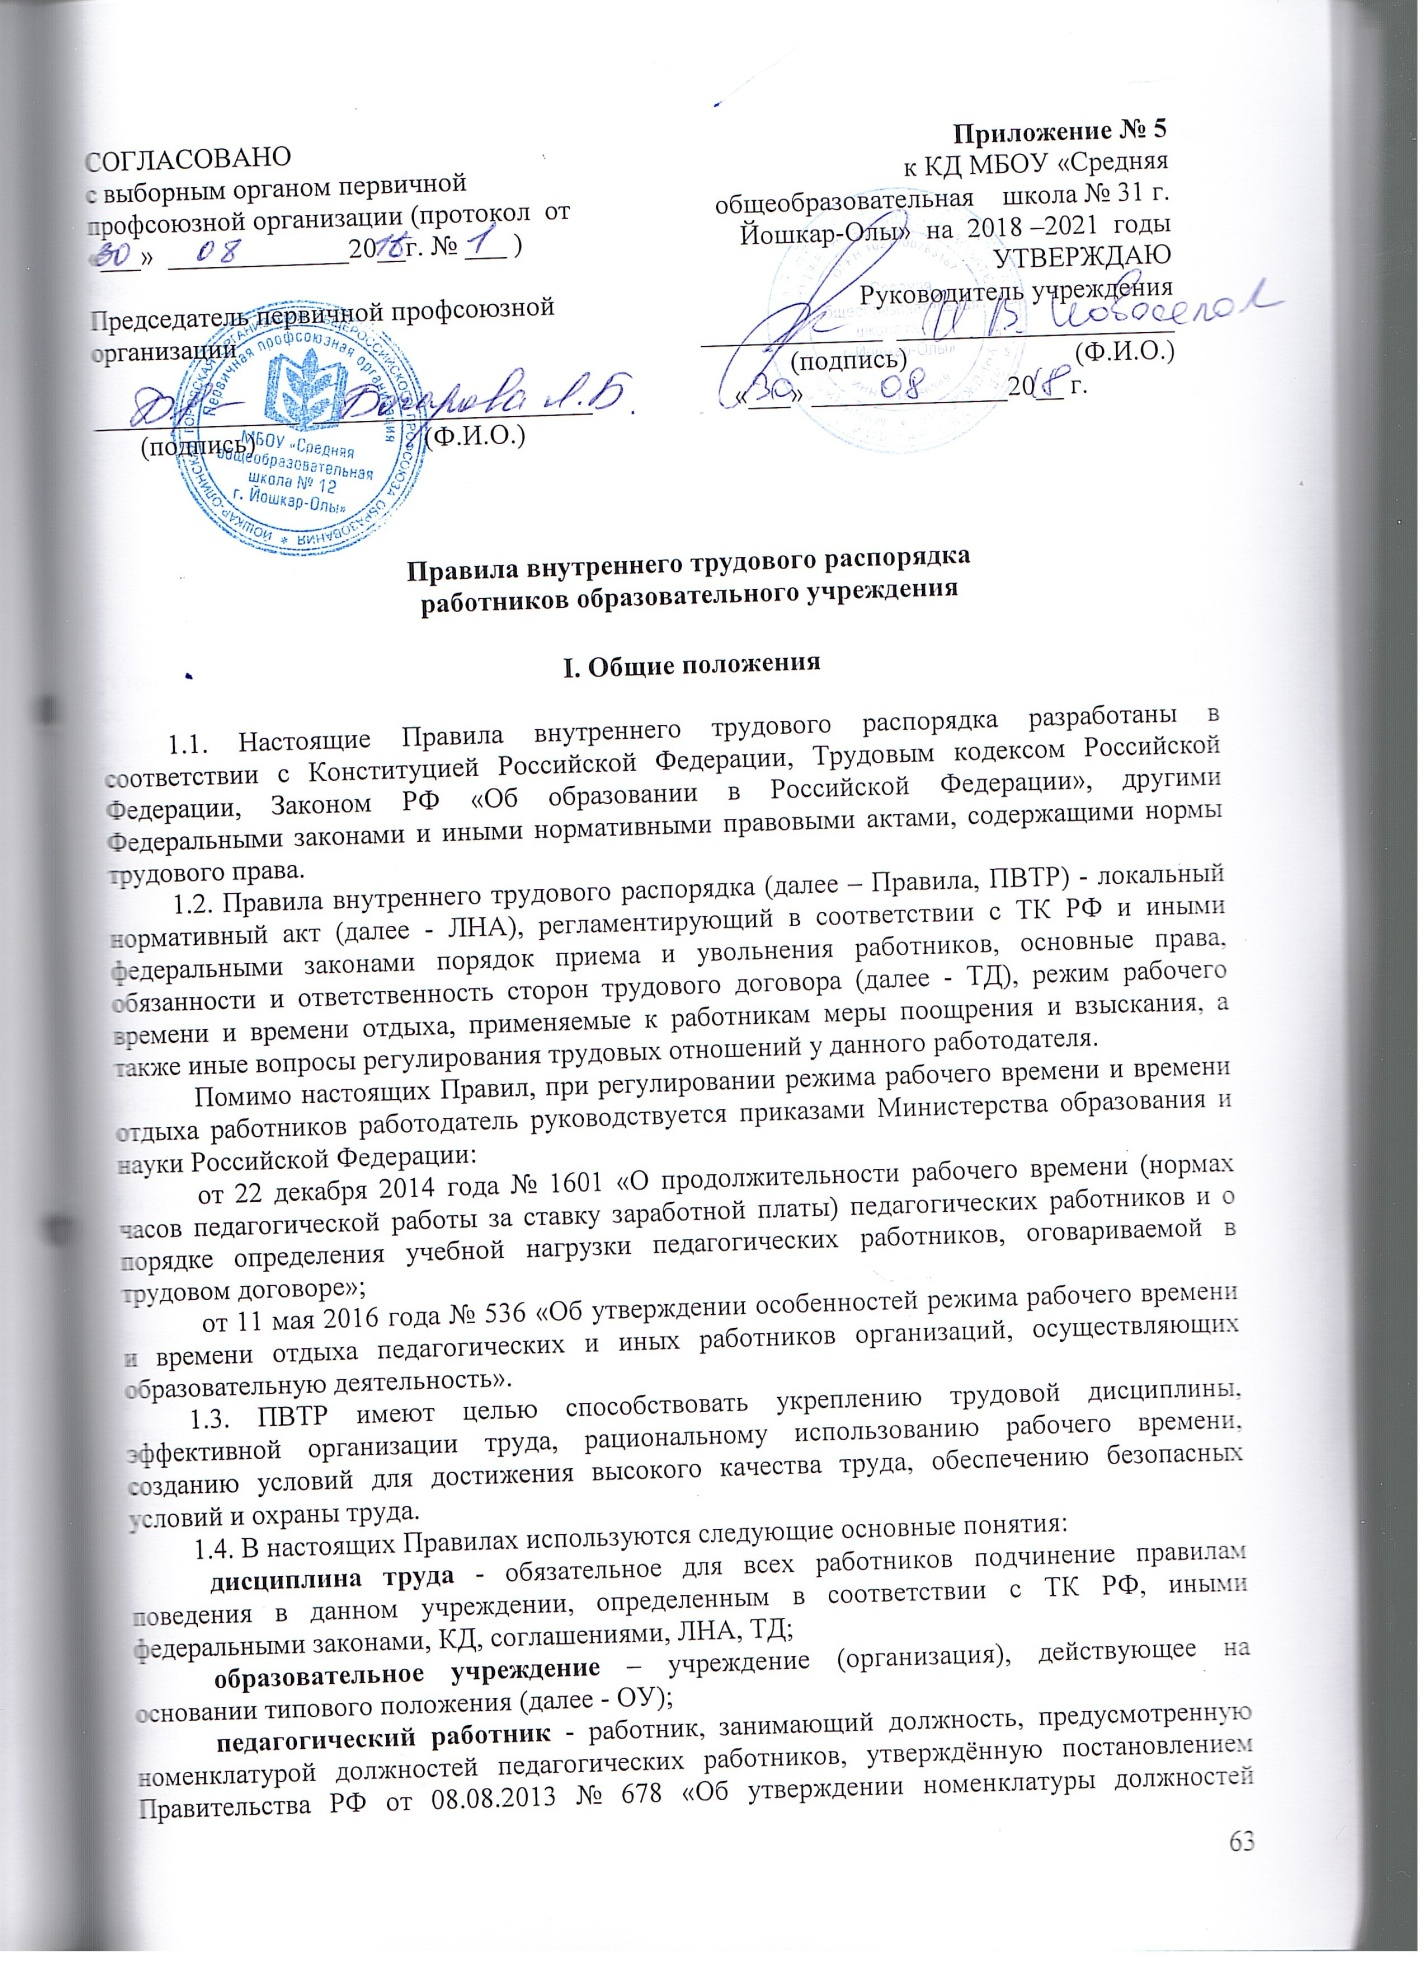 СОГЛАСОВАНО
с выборным органом первичной
профсоюзной организации (протокол от
«30» 08 2018г. № 1 )
Председатель первичной профсоюзной
организации
(подпись) (Ф.И.О.)
Первичная профсоюзная организация
МБОУ «Средняя
общеобразовательная
школа № 12
г. Йошкар-Олы»
Приложение № 5
к КД МБОУ «Средняя
общеобразовательная школа № 31 г.
Йошкар-Олы» на 2018 –2021 годы
УТВЕРЖДАЮ
Руководитель учреждения
(подпись) (Ф.И.О.)
«30» 08 2018 г.
Правила внутреннего трудового распорядка
работников образовательного учреждения
I. Общие положения
1.1. Настоящие Правила внутреннего трудового распорядка разработаны в
соответствии с Конституцией Российской Федерации, Трудовым кодексом Российской
Федерации, Законом РФ «Об образовании в Российской Федерации», другими
Федеральными законами и иными нормативными правовыми актами, содержащими нормы
трудового права.
1.2. Правила внутреннего трудового распорядка (далее – Правила, ПВТР) - локальный
нормативный акт (далее - ЛНА), регламентирующий в соответствии с ТК РФ и иными
федеральными законами порядок приема и увольнения работников, основные права,
обязанности и ответственность сторон трудового договора (далее - ТД), режим рабочего
времени и времени отдыха, применяемые к работникам меры поощрения и взыскания, а
также иные вопросы регулирования трудовых отношений у данного работодателя.
Помимо настоящих Правил, при регулировании режима рабочего времени и времени
отдыха работников работодатель руководствуется приказами Министерства образования и
науки Российской Федерации:
от 22 декабря 2014 года № 1601 «О продолжительности рабочего времени (нормах
часов педагогической работы за ставку заработной платы) педагогических работников и о
порядке определения учебной нагрузки педагогических работников, оговариваемой в
трудовом договоре»;
от 11 мая 2016 года № 536 «Об утверждении особенностей режима рабочего времени
и времени отдыха педагогических и иных работников организаций, осуществляющих
образовательную деятельность».
1.3. ПВТР имеют целью способствовать укреплению трудовой дисциплины,
эффективной организации труда, рациональному использованию рабочего времени,
созданию условий для достижения высокого качества труда, обеспечению безопасных
условий и охраны труда.
1.4. В настоящих Правилах используются следующие основные понятия:
дисциплина труда - обязательное для всех работников подчинение правилам
поведения в данном учреждении, определенным в соответствии с ТК РФ, иными
федеральными законами, КД, соглашениями, ЛНА, ТД;
образовательное учреждение – учреждение (организация), действующее на
основании типового положения (далее - ОУ);
педагогический работник - работник, занимающий должность, предусмотренную
номенклатурой должностей педагогических работников, утверждённую постановлением
Правительства РФ от 08.08.2013 № 678 «Об утверждении номенклатуры должностей
63